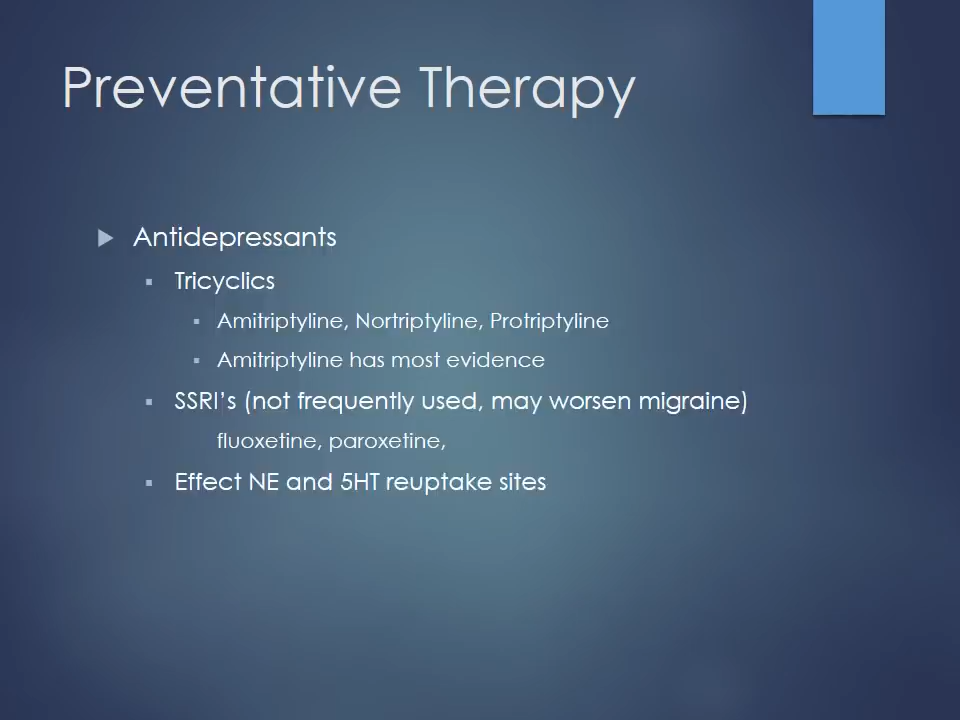 Preventative Therapy
Antidepressants
Tricyclics
Amitriptyline, Nortriptyline, Protriptyline
Amitriptyline has most evidence
SSRI's (not frequently used, may worsen migraine)
fluoxetine, paroxetine,
Effect NE and 5HT reuptake sites